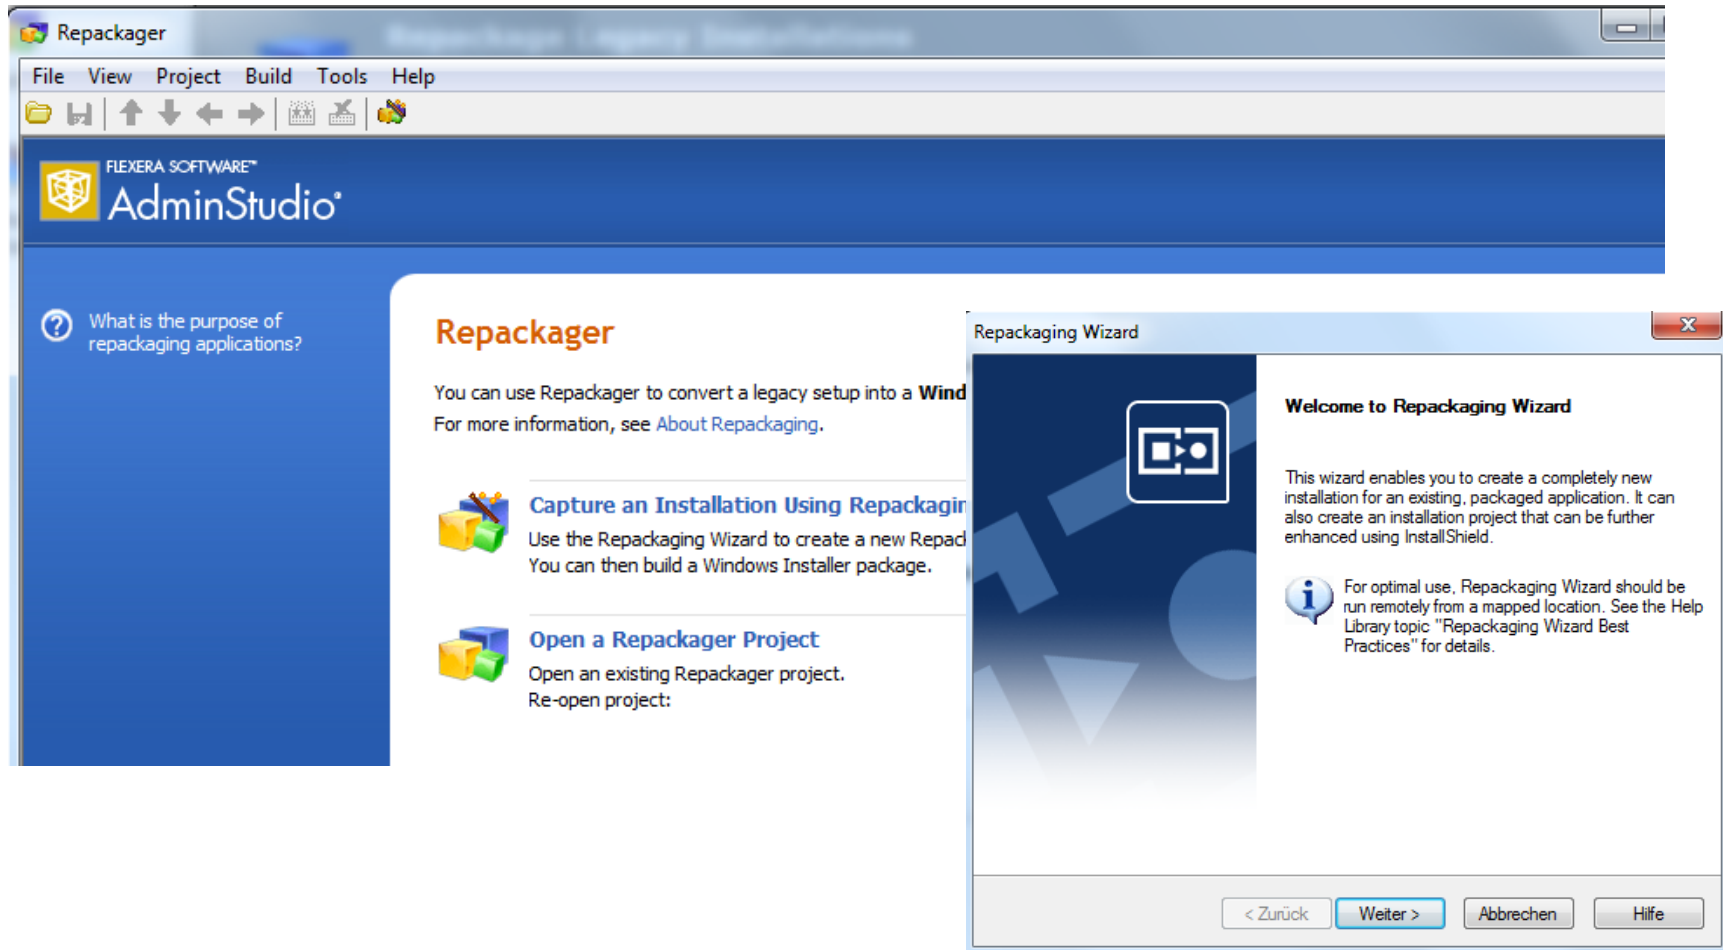 Repackager
Repackage Legacy Installations
File View Project Build Tools Help
FLEXERA SOFTWARE™
AdminStudio®
What is the purpose of
repackaging applications?
Repackager
You can use Repackager to convert a legacy setup into a Wind
For more information, see About Repackaging.
Capture an Installation Using Repackagin
Use the Repackaging Wizard to create a new Repac
You can then build a Windows Installer package.
Open a Repackager Project
Open an existing Repackager project.
Re-open project:
Repackaging Wizard
Welcome to Repackaging Wizard
This wizard enables you to create a completely new
installation for an existing, packaged application. It can
also create an installation project that can be further
enhanced using InstallShield.
For optimal use, Repackaging Wizard should be
run remotely from a mapped location. See the Help
Library topic "Repackaging Wizard Best
Practices" for details.
< Zurück Weiter > Abbrechen Hilfe